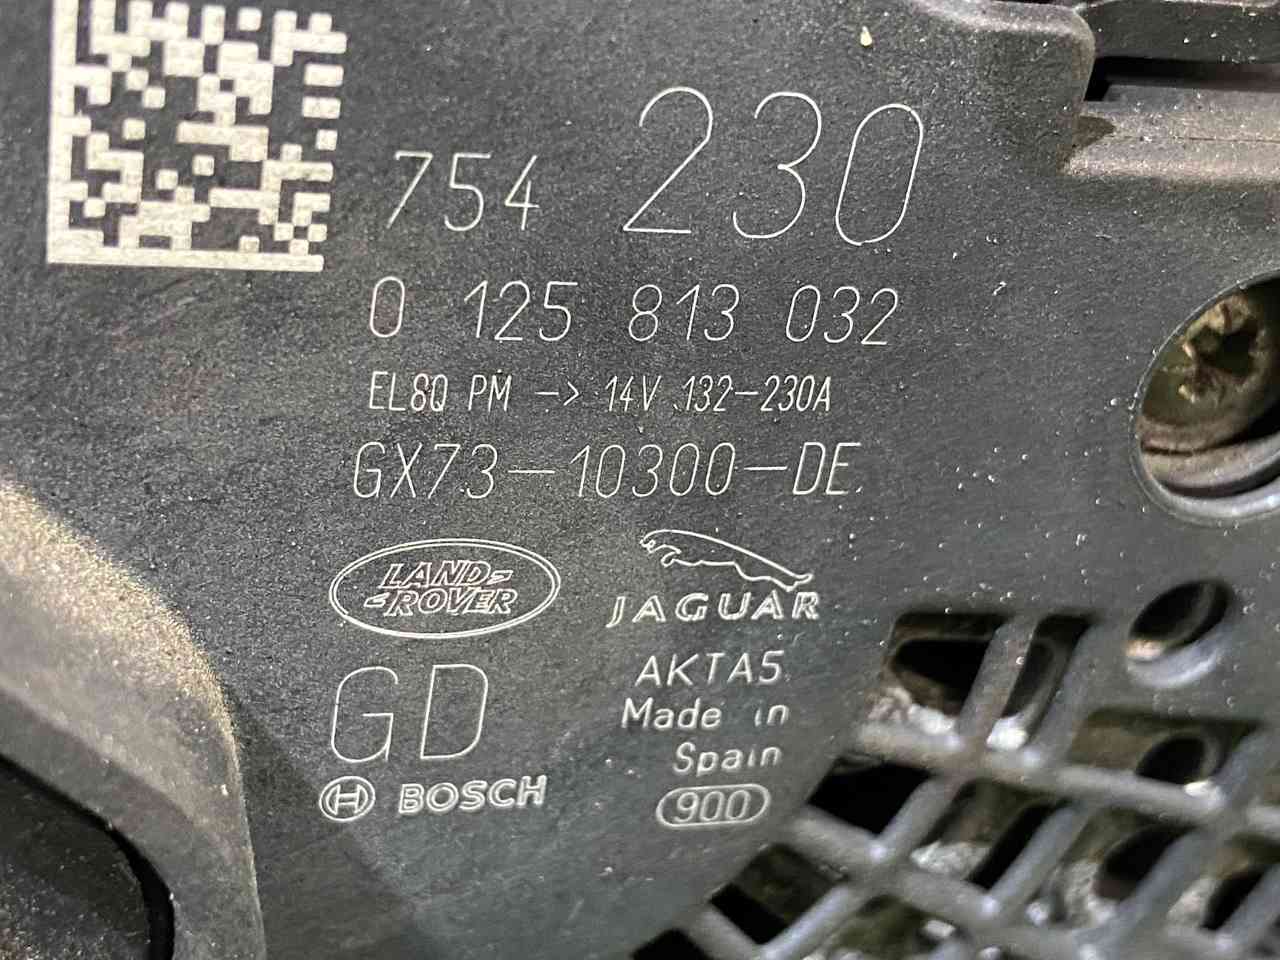 754 230
0 125 813 032
EL8Q PM -> 14V 132-230A
GX73-10300-DE
LAND-
-ROVER
JAGUAR
GD
AKTA5
Made in
Spain
BOSCH
900